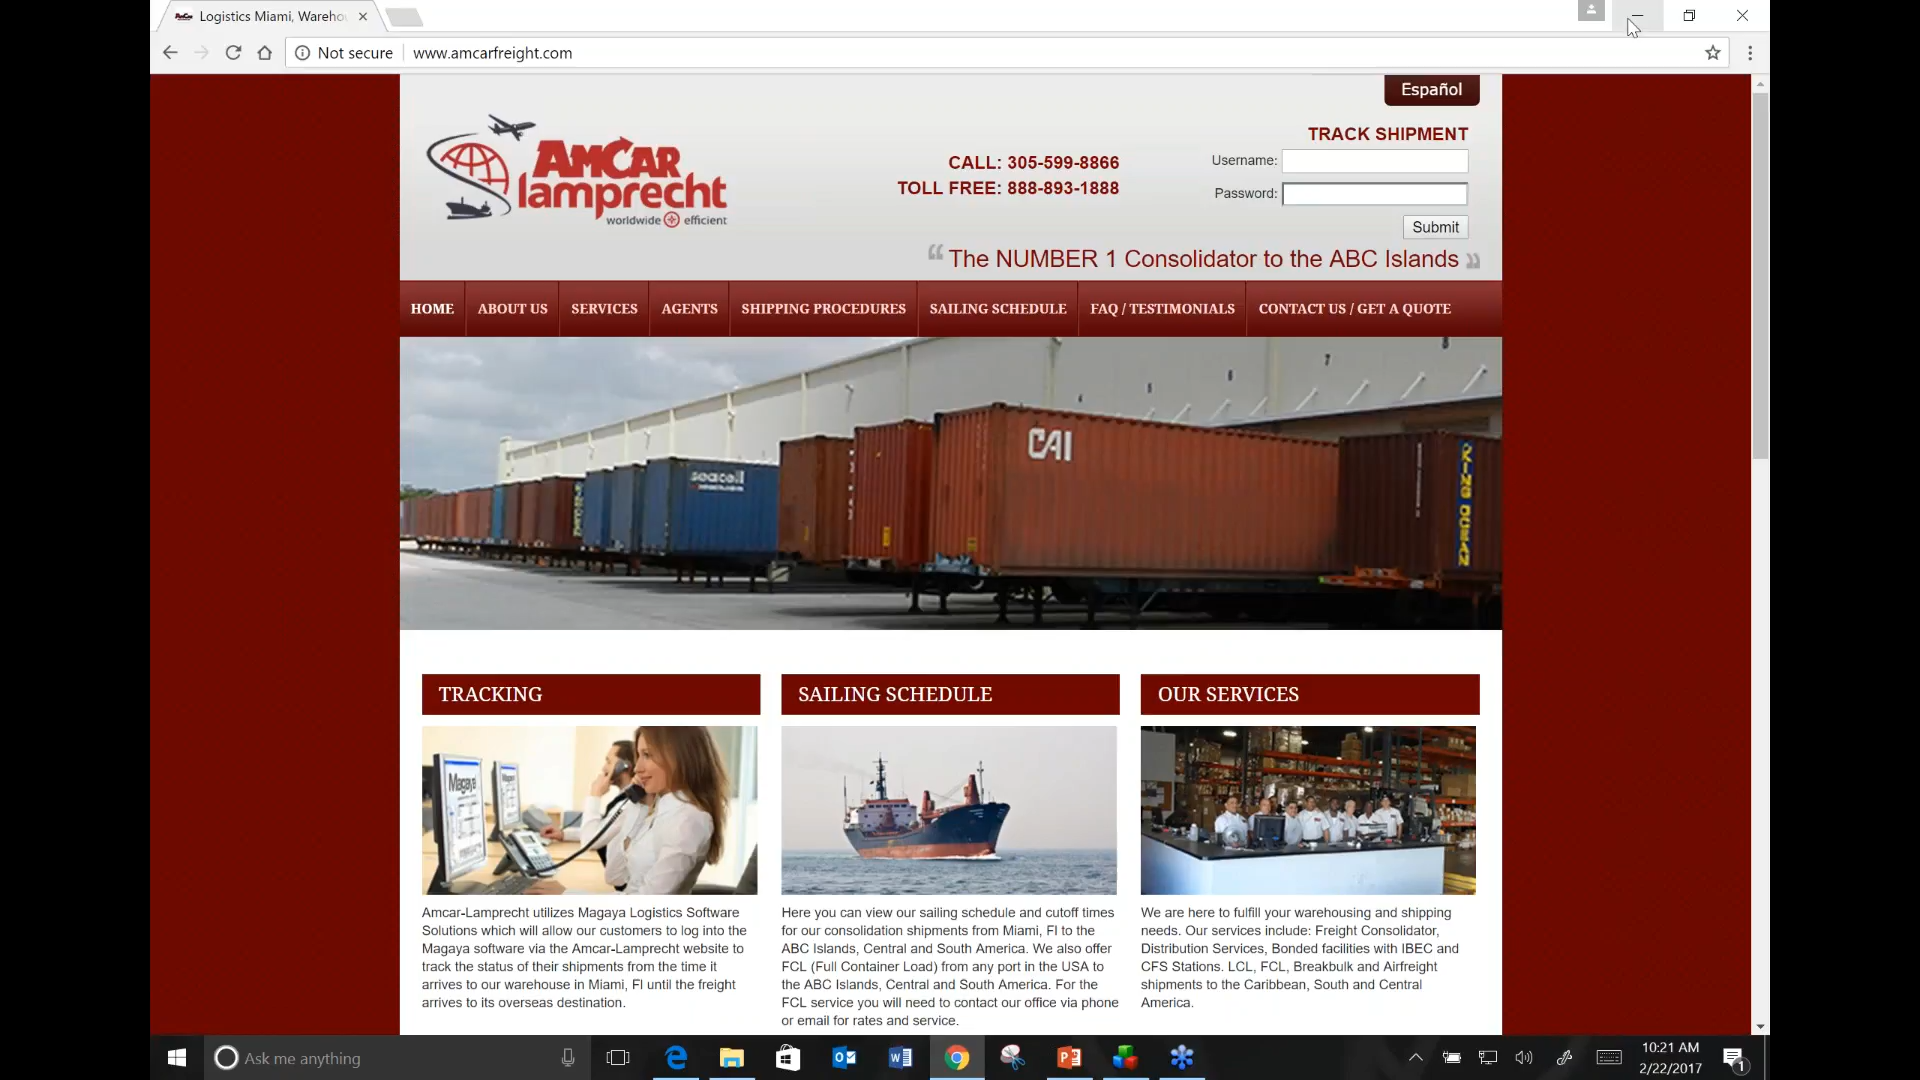 Logistics Miami, Wareho
Not secure
www.amcarfreight.com
Español
AMCAR
lamprecht
worldwide efficient
CALL: 305-599-8866
TOLL FREE: 888-893-1888
TRACK SHIPMENT
Username:
Password:
Submit
“ The NUMBER 1 Consolidator to the ABC Islands ”
HOME
ABOUT US
SERVICES
AGENTS
SHIPPING PROCEDURES
SAILING SCHEDULE
FAQ / TESTIMONIALS
CONTACT US / GET A QUOTE
seacell
CAI
KING OCEAN
7
8
TRACKING
Magaya
Magaya
Amcar-Lamprecht utilizes Magaya Logistics Software
Solutions which will allow our customers to log into the
Magaya software via the Amcar-Lamprecht website to
track the status of their shipments from the time it
arrives to our warehouse in Miami, Fl until the freight
arrives to its overseas destination.
SAILING SCHEDULE
Here you can view our sailing schedule and cutoff times
for our consolidation shipments from Miami, Fl to the
ABC Islands, Central and South America. We also offer
FCL (Full Container Load) from any port in the USA to
the ABC Islands, Central and South America. For the
FCL service you will need to contact our office via phone
or email for rates and service.
OUR SERVICES
We are here to fulfill your warehousing and shipping
needs. Our services include: Freight Consolidator,
Distribution Services, Bonded facilities with IBEC and
CFS Stations. LCL, FCL, Breakbulk and Airfreight
shipments to the Caribbean, South and Central
America.
Ask me anything
10:21 AM
2/22/2017
1